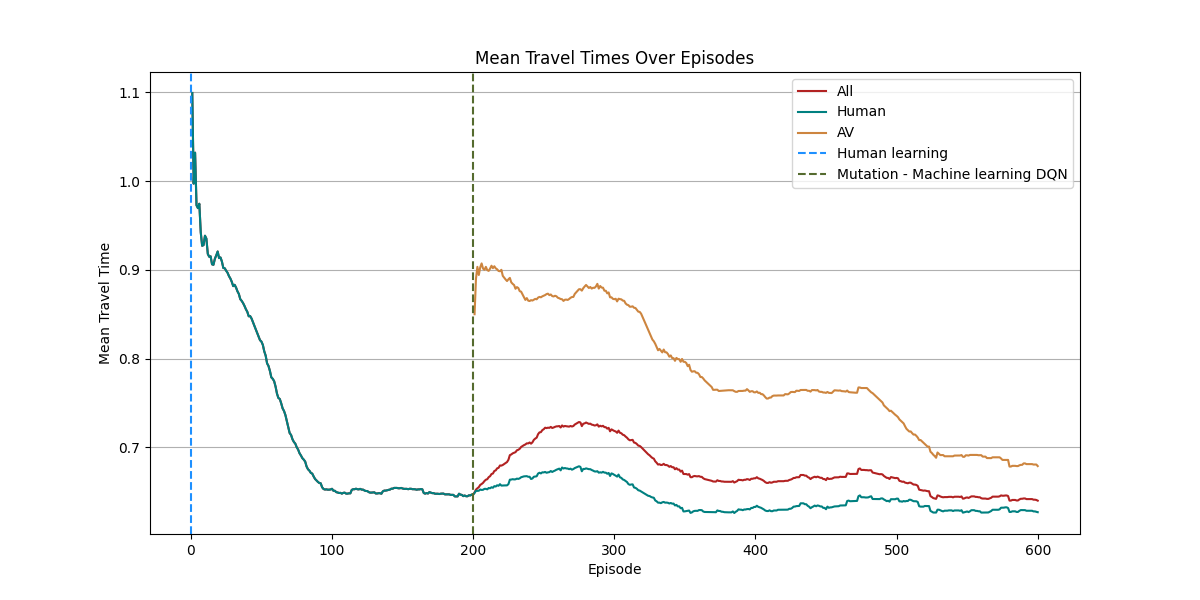 Mean Travel Times Over Episodes
Mean Travel Time
1.1
1.0
0.9
0.8
0.7
All
Human
AV
Human learning
Mutation - Machine learning DQN
0 100 200 300 400 500 600
Episode